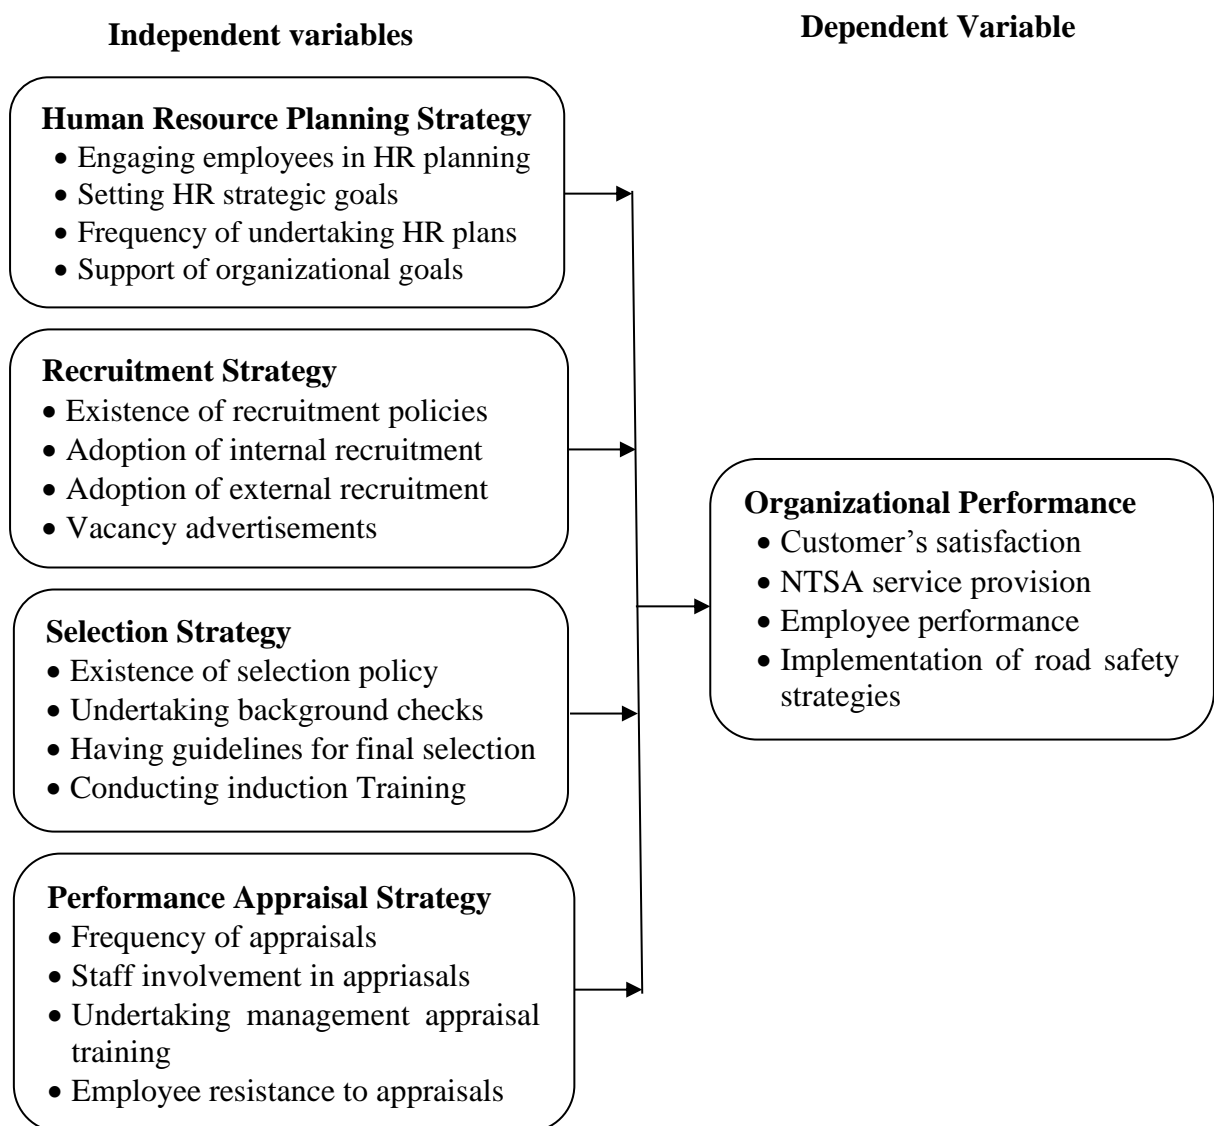 Independent variables
Dependent Variable
Human Resource Planning Strategy
• Engaging employees in HR planning
• Setting HR strategic goals
• Frequency of undertaking HR plans
• Support of organizational goals
Recruitment Strategy
• Existence of recruitment policies
• Adoption of internal recruitment
• Adoption of external recruitment
• Vacancy advertisements
Selection Strategy
• Existence of selection policy
• Undertaking background checks
• Having guidelines for final selection
• Conducting induction Training
Performance Appraisal Strategy
• Frequency of appraisals
• Staff involvement in appriasals
• Undertaking management appraisal
training
• Employee resistance to appraisals
Organizational Performance
• Customer’s satisfaction
• NTSA service provision
• Employee performance
• Implementation of road safety
strategies